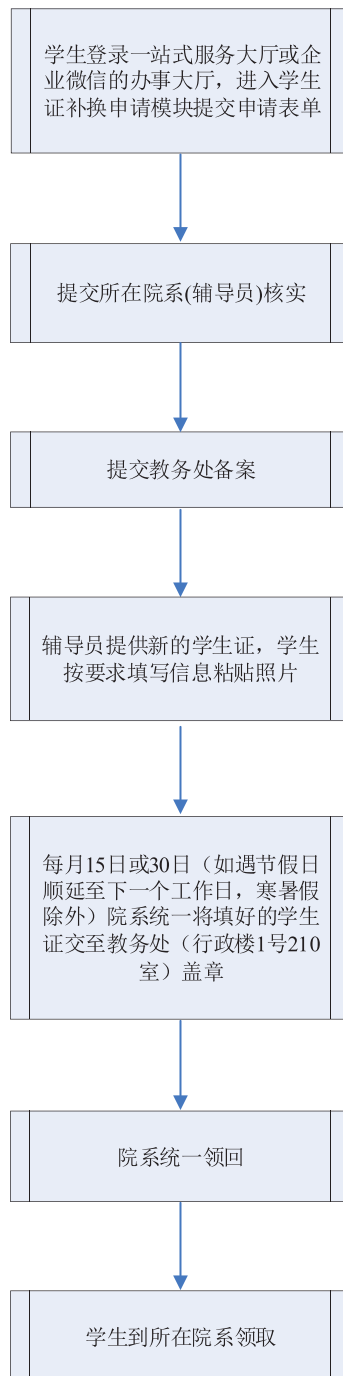 学生登录一站式服务大厅或企
业微信的办事大厅，进入学生
证补换申请模块提交申请表单
提交所在院系(辅导员)核实
提交教务处备案
辅导员提供新的学生证，学生
按要求填写信息粘贴照片
每月15日或30日（如遇节假日
顺延至下一个工作日，寒暑假
除外）院系统一将填好的学生
证交至教务处（行政楼1号210
室）盖章
院系统一领回
学生到所在院系领取